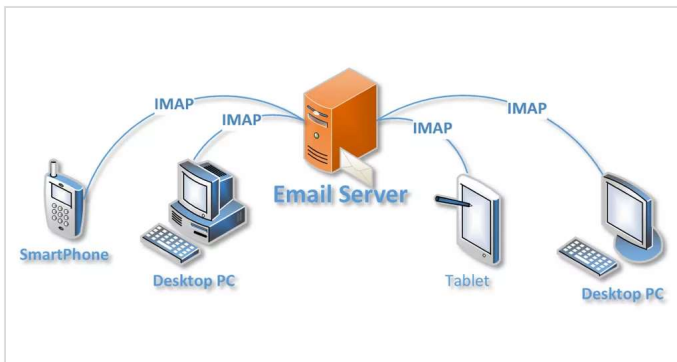 IMAP
IMAP
IMAP
IMAP
Email Server
SmartPhone
Desktop PC
Tablet
Desktop PC